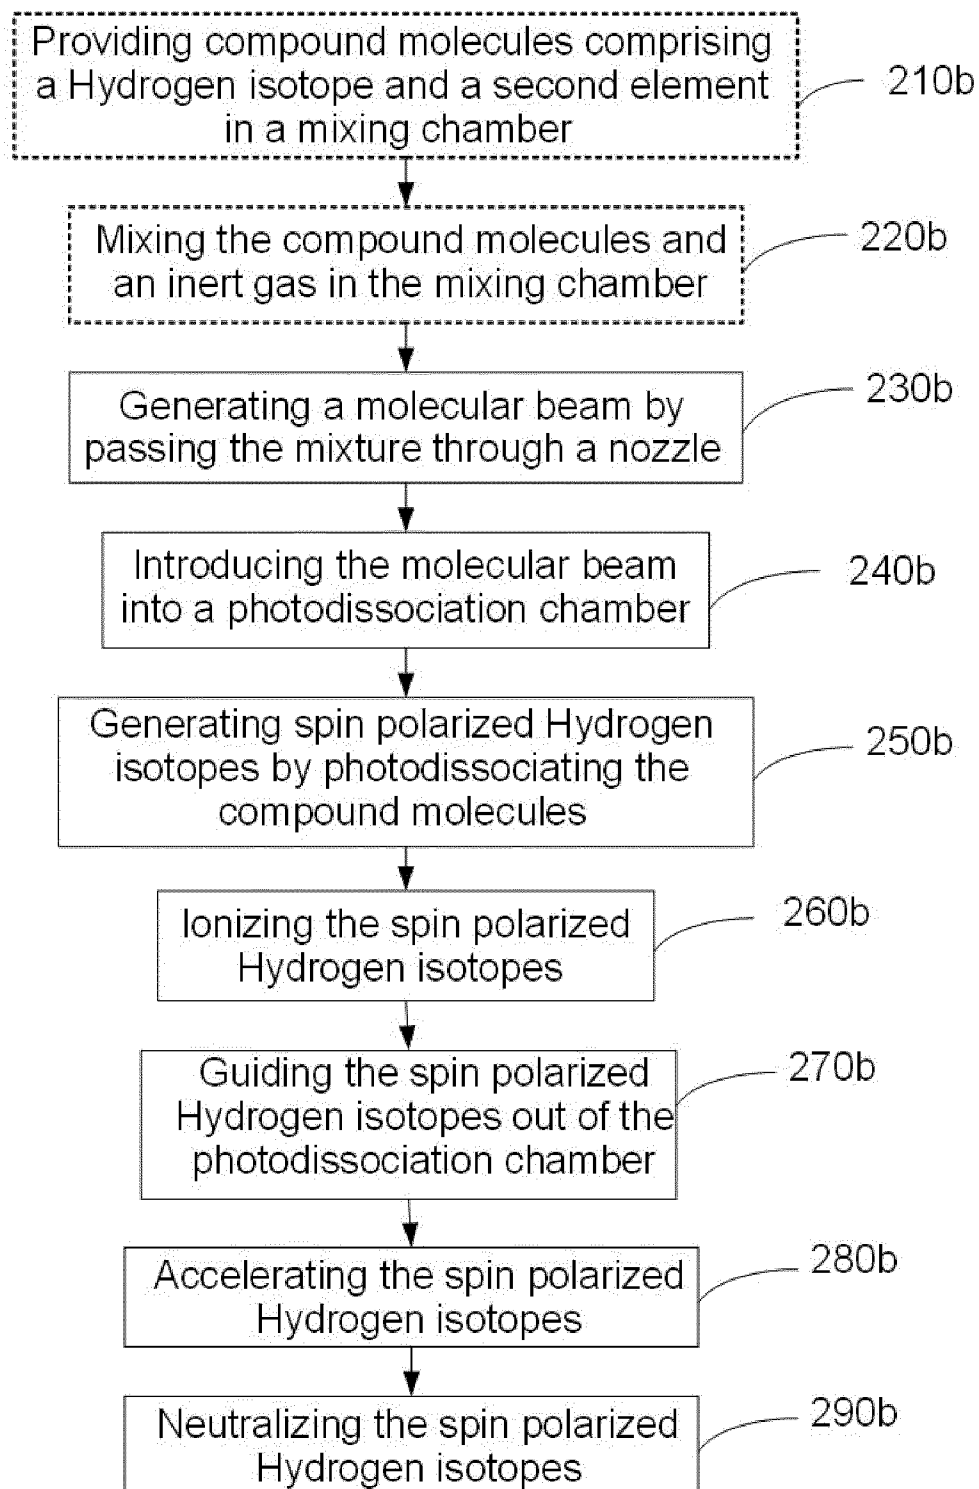 Providing compound molecules comprising
a Hydrogen isotope and a second element
in a mixing chamber
210b
Mixing the compound molecules and
an inert gas in the mixing chamber
220b
Generating a molecular beam by
passing the mixture through a nozzle
230b
Introducing the molecular beam
into a photodissociation chamber
240b
Generating spin polarized Hydrogen
isotopes by photodissociating the
compound molecules
250b
Ionizing the spin polarized
Hydrogen isotopes
260b
Guiding the spin polarized
Hydrogen isotopes out of the
photodissociation chamber
270b
Accelerating the spin polarized
Hydrogen isotopes
280b
Neutralizing the spin polarized
Hydrogen isotopes
290b